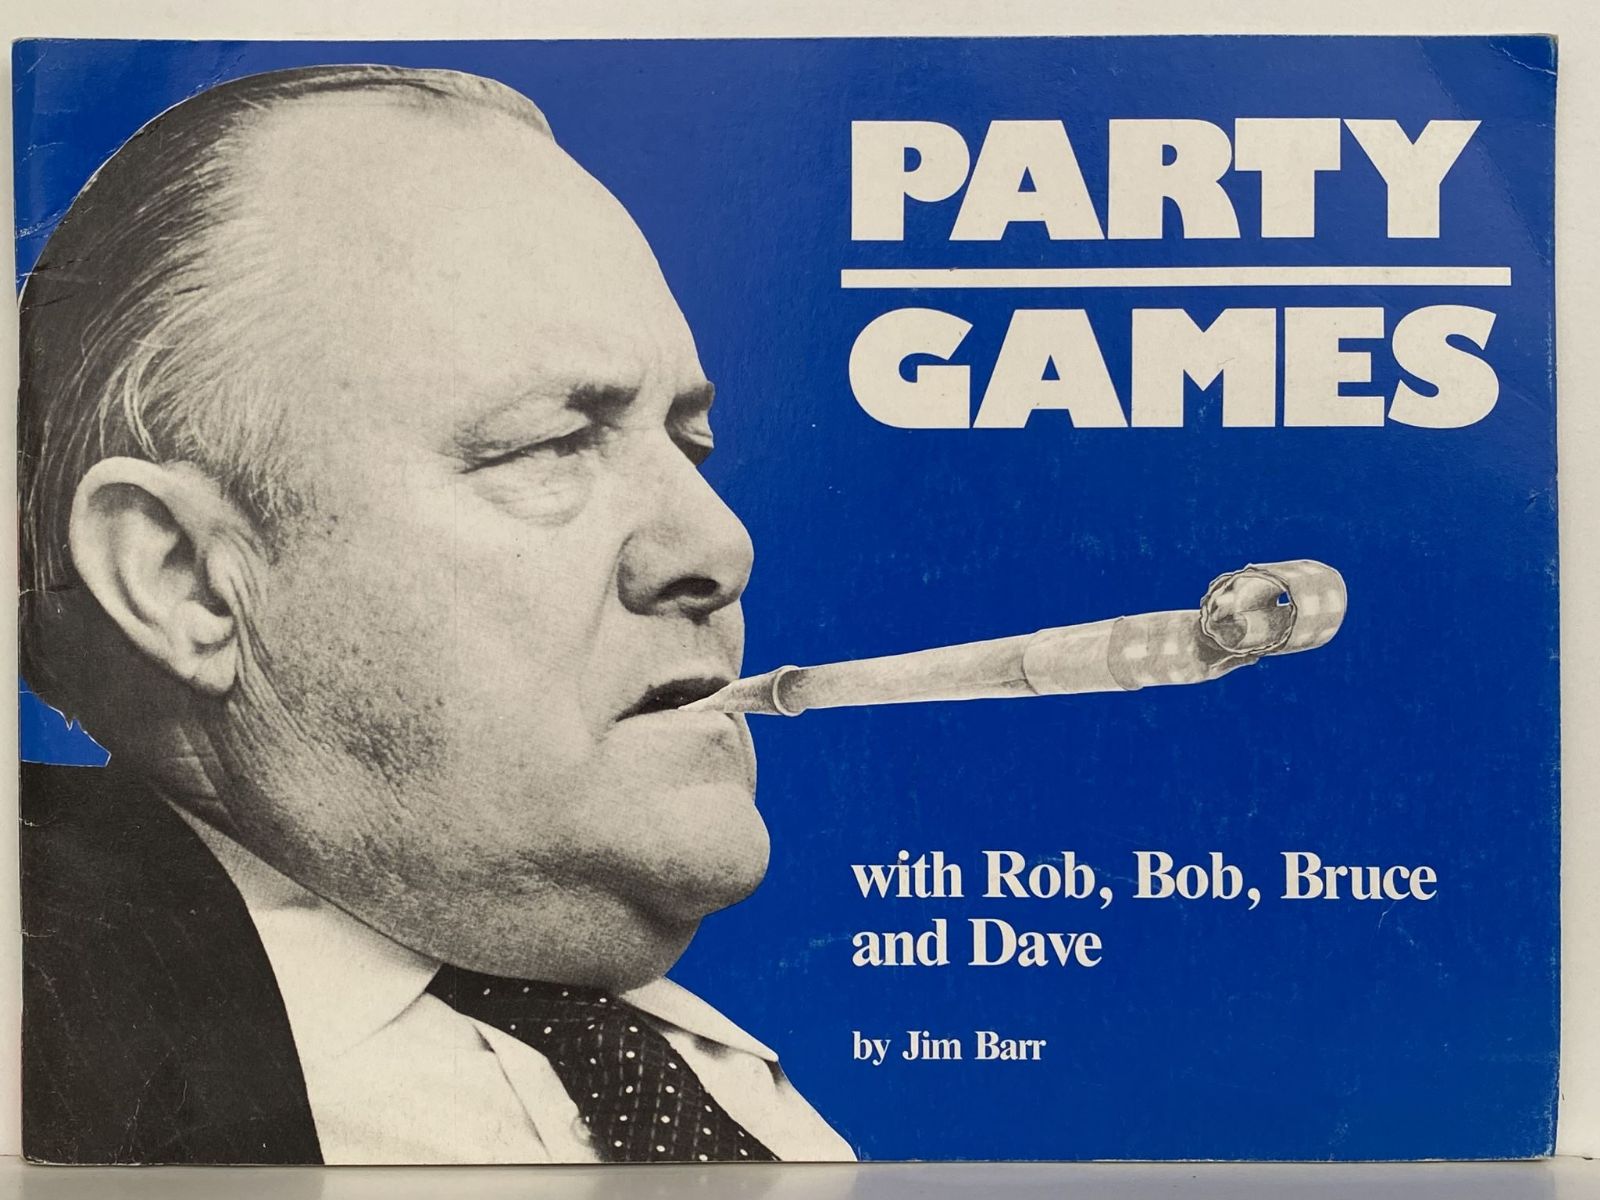 PARTY
GAMES
with Rob, Bob, Bruce
and Dave
by Jim Barr